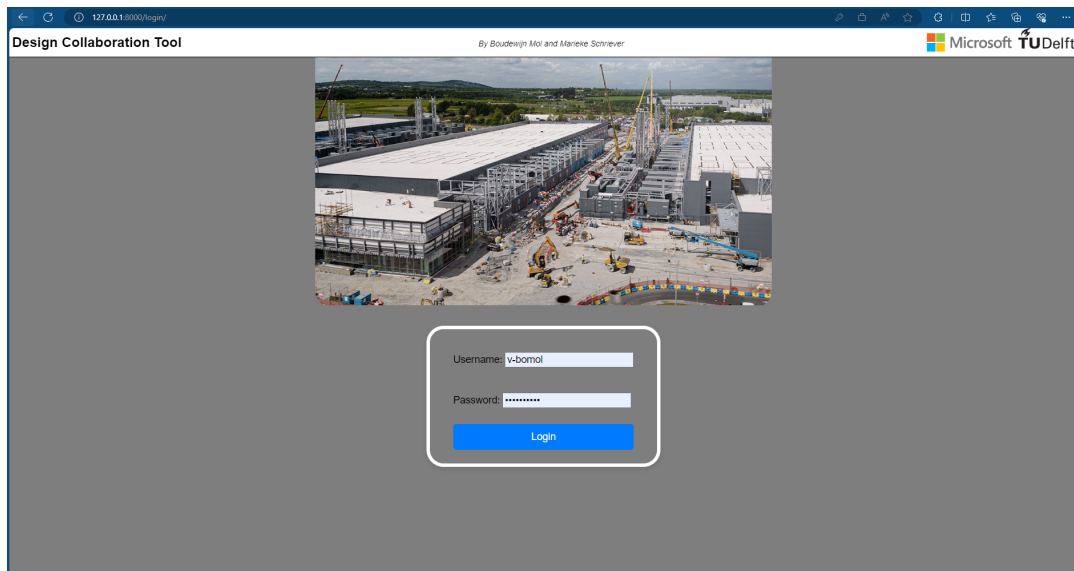 127.0.0.1:8000/login/
Design Collaboration Tool
By Boudewijn Mol and Marieke Schriever
Microsoft
TUDelft
Username: v-bomol
Password: ••••••••••
Login